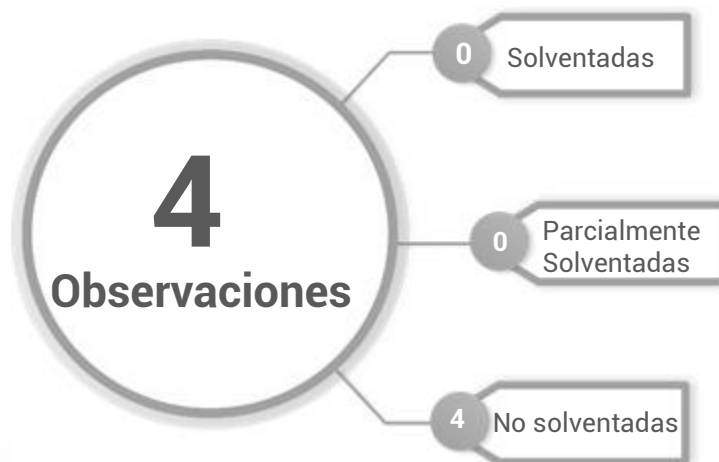 4
Observaciones
0
Solventadas
0
Parcialmente
Solventadas
4
No solventadas